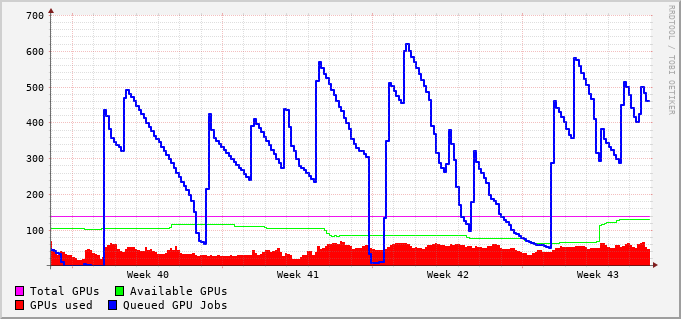 700
600
500
400
300
200
100
Week 40 Week 41 Week 42 Week 43
Total GPUs Available GPUs
GPUs used Queued GPU Jobs
RRDTOOL / TOBI OETIKER